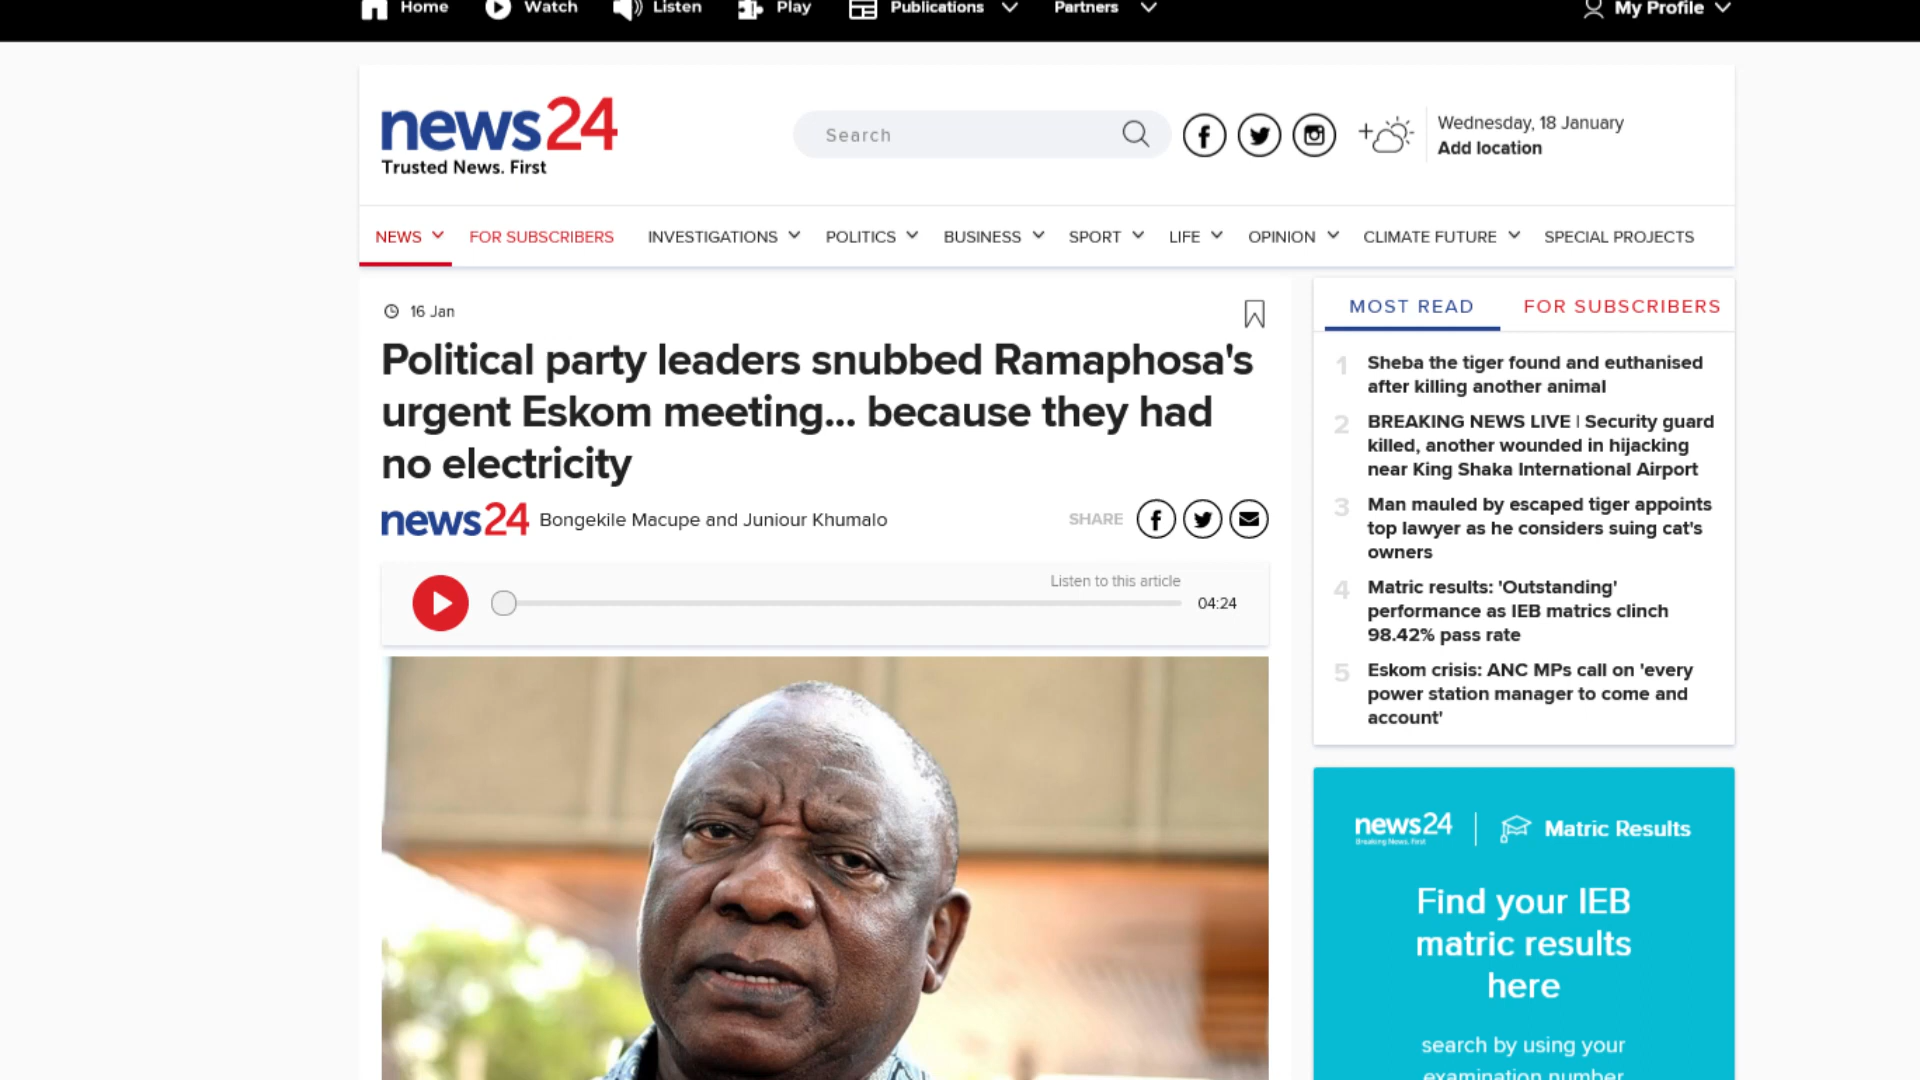 Home Watch Listen Play Publications Partners My Profile
news24
Trusted News. First
Search
Wednesday, 18 January
Add location
NEWS FOR SUBSCRIBERS INVESTIGATIONS POLITICS BUSINESS SPORT LIFE OPINION CLIMATE FUTURE SPECIAL PROJECTS
16 Jan
Political party leaders snubbed Ramaphosa's
urgent Eskom meeting... because they had
no electricity
news24 Bongekile Macupe and Juniour Khumalo
SHARE
Listen to this article
04:24
MOST READ FOR SUBSCRIBERS
1 Sheba the tiger found and euthanised
after killing another animal
2 BREAKING NEWS LIVE | Security guard
killed, another wounded in hijacking
near King Shaka International Airport
3 Man mauled by escaped tiger appoints
top lawyer as he considers suing cat's
owners
4 Matric results: 'Outstanding'
performance as IEB matrics clinch
98.42% pass rate
5 Eskom crisis: ANC MPs call on 'every
power station manager to come and
account'
news24 Matric Results
Breaking News. First
Find your IEB
matric results
here
search by using your
examination number